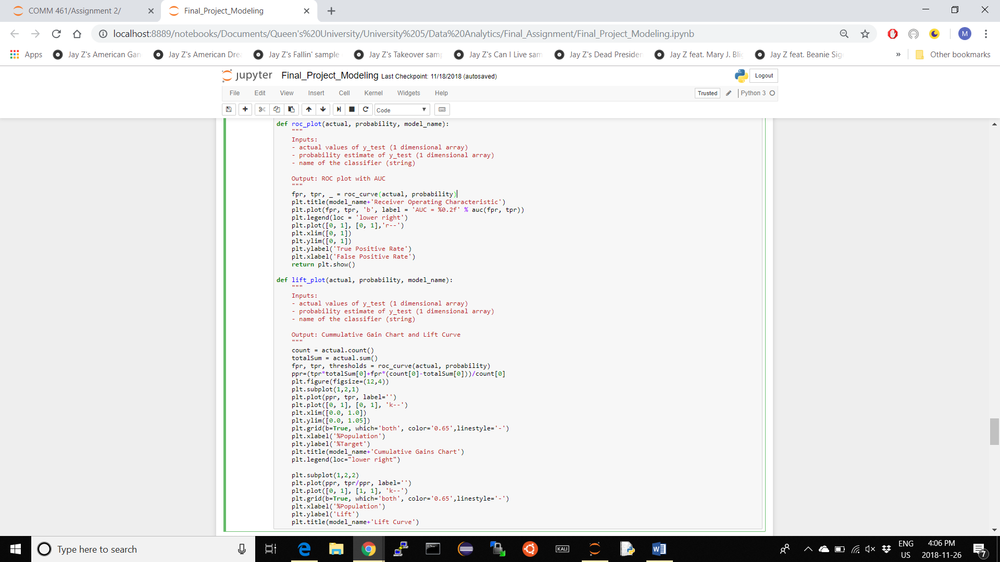 COMM 461/Assignment 2/
Final_Project_Modeling
localhost:8889/notebooks/Documents/Queen's%20University/University%205/Data%20Analytics/Final_Assignment/Final_Project_Modeling.ipynb
M
Apps
Jay Z's American Gan
Jay Z's American Dre
Jay Z's Fallin' sample
Jay Z's Takeover sam
Jay Z's Can I Live sam
Jay Z's Dead Presiden
Jay Z feat. Mary J. Bli
Jay Z feat. Beanie Sig
»
Other bookmarks
jupyter Final_Project_Modeling Last Checkpoint: 11/18/2018 (autosaved)
Logout
File Edit View Insert Cell Kernel Widgets Help
Trusted
Python 3
Code
def roc_plot(actual, probability, model_name):
    """
    Inputs:
    - actual values of y_test (1 dimensional array)
    - probability estimate of y_test (1 dimensional array)
    - name of the classifier (string)

    Output: ROC plot with AUC
    """
    fpr, tpr, _ = roc_curve(actual, probability)
    plt.title(model_name+'Receiver Operating Characteristic')
    plt.plot(fpr, tpr, 'b', label = 'AUC = %0.2f' % auc(fpr, tpr))
    plt.legend(loc = 'lower right')
    plt.plot([0, 1], [0, 1],'r--')
    plt.xlim([0, 1])
    plt.ylim([0, 1])
    plt.ylabel('True Positive Rate')
    plt.xlabel('False Positive Rate')
    return plt.show()

def lift_plot(actual, probability, model_name):
    """
    Inputs:
    - actual values of y_test (1 dimensional array)
    - probability estimate of y_test (1 dimensional array)
    - name of the classifier (string)

    Output: Cummulative Gain Chart and Lift Curve
    """
    count = actual.count()
    totalSum = actual.sum()
    fpr, tpr, thresholds = roc_curve(actual, probability)
    ppr=(tpr*totalSum[0]+fpr*(count[0]-totalSum[0]))/count[0]
    plt.figure(figsize=(12,4))
    plt.subplot(1,2,1)
    plt.plot(ppr, tpr, label='')
    plt.plot([0, 1], [0, 1], 'k--')
    plt.xlim([0.0, 1.0])
    plt.ylim([0.0, 1.05])
    plt.grid(b=True, which='both', color='0.65',linestyle='-')
    plt.xlabel('%Population')
    plt.ylabel('%Target')
    plt.title(model_name+'Cumulative Gains Chart')
    plt.legend(loc="lower right")

    plt.subplot(1,2,2)
    plt.plot(ppr, tpr/ppr, label='')
    plt.plot([0, 1], [1, 1], 'k--')
    plt.grid(b=True, which='both', color='0.65',linestyle='-')
    plt.xlabel('%Population')
    plt.ylabel('Lift')
    plt.title(model_name+'Lift Curve')
Type here to search
KALI
ENG
US
4:06 PM
2018-11-26
7